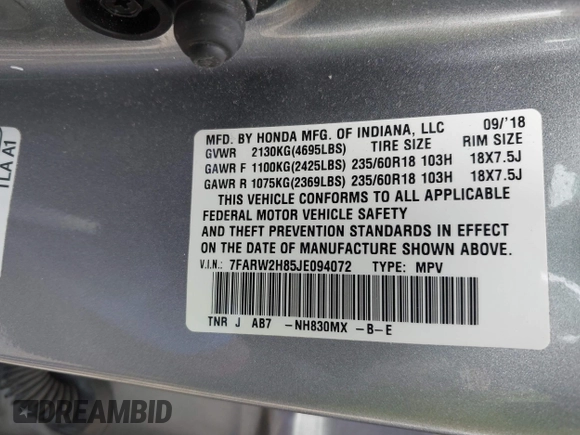 MFD. BY HONDA MFG. OF INDIANA, LLC 09/'18
GVWR 2130KG(4695LBS) TIRE SIZE RIM SIZE
GAWR F 1100KG(2425LBS) 235/60R18 103H 18X7.5J
GAWR R 1075KG(2369LBS) 235/60R18 103H 18X7.5J
THIS VEHICLE CONFORMS TO ALL APPLICABLE
FEDERAL MOTOR VEHICLE SAFETY
AND THEFT PREVENTION STANDARDS IN EFFECT
ON THE DATE OF MANUFACTURE SHOWN ABOVE.
V.I.N.: 7FARW2H85JE094072 TYPE: MPV
TNR J AB7 -NH830MX -B-E
TLA A1
DREAMBID